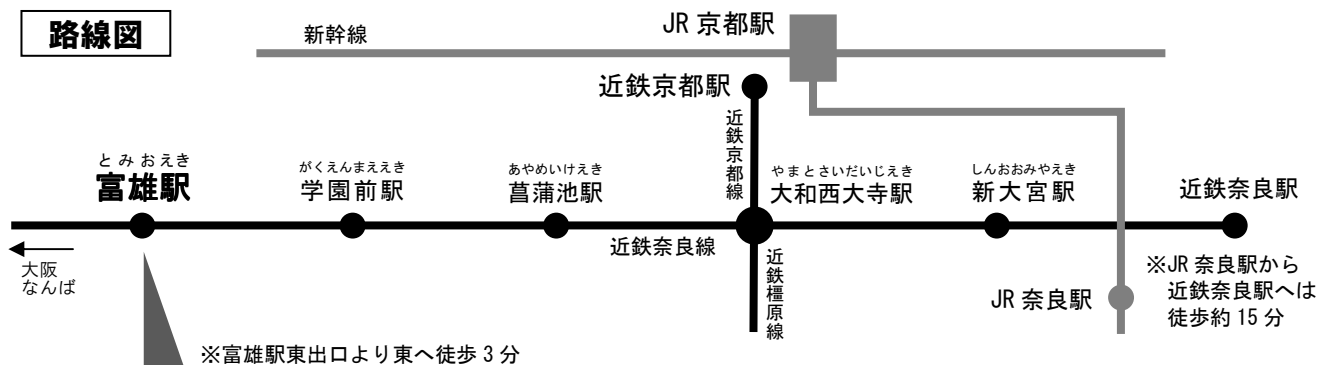 路線図
新幹線
JR 京都駅
近鉄京都駅
近鉄京都線
とみおえき
富雄駅
がくえんまええき
学園前駅
あやめいけえき
菖蒲池駅
やまとさいだいじえき
大和西大寺駅
しんおおみやえき
新大宮駅
近鉄奈良駅
近鉄奈良線
大阪
なんば
近鉄橿原線
JR 奈良駅
※JR 奈良駅から
近鉄奈良駅へは
徒歩約 15 分
※富雄駅東出口より東へ徒歩 3 分